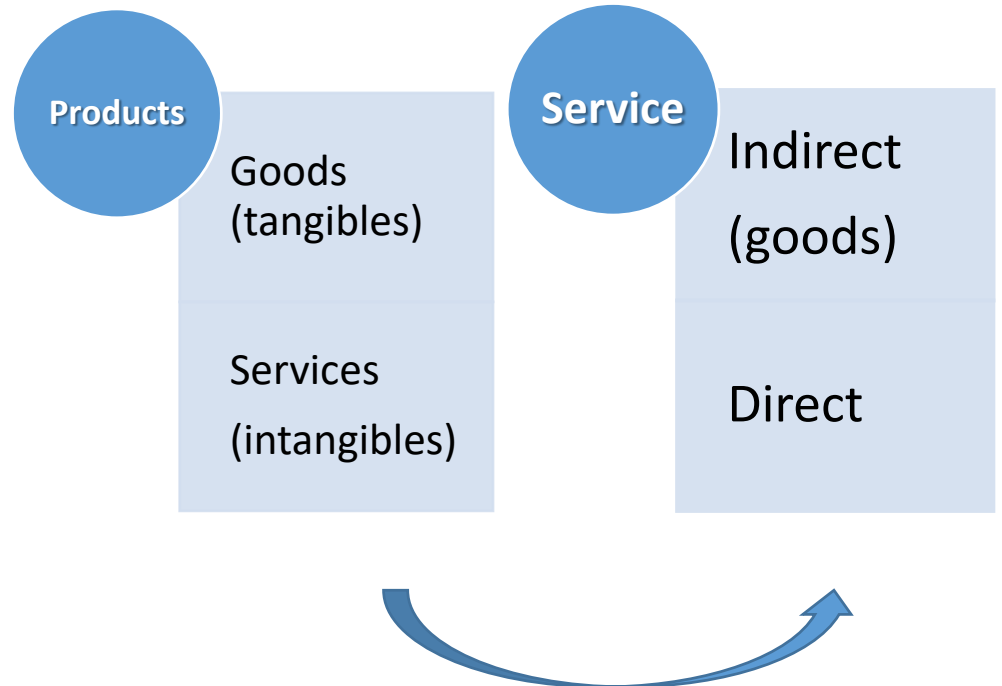 Products
Goods
(tangibles)
Services
(intangibles)
Service
Indirect
(goods)
Direct